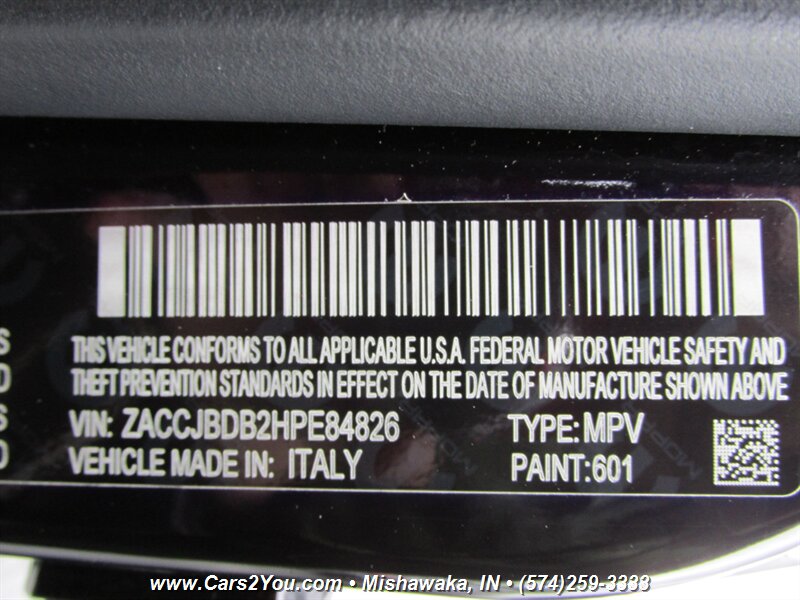 THIS VEHICLE CONFORMS TO ALL APPLICABLE U.S.A. FEDERAL MOTOR VEHICLE SAFETY AND
THEFT PREVENTION STANDARDS IN EFFECT ON THE DATE OF MANUFACTURE SHOWN ABOVE
VIN: ZACCJBDB2HPE84826 TYPE: MPV
VEHICLE MADE IN: ITALY PAINT:601
www.Cars2You.com • Mishawaka, IN • (574)259-3333